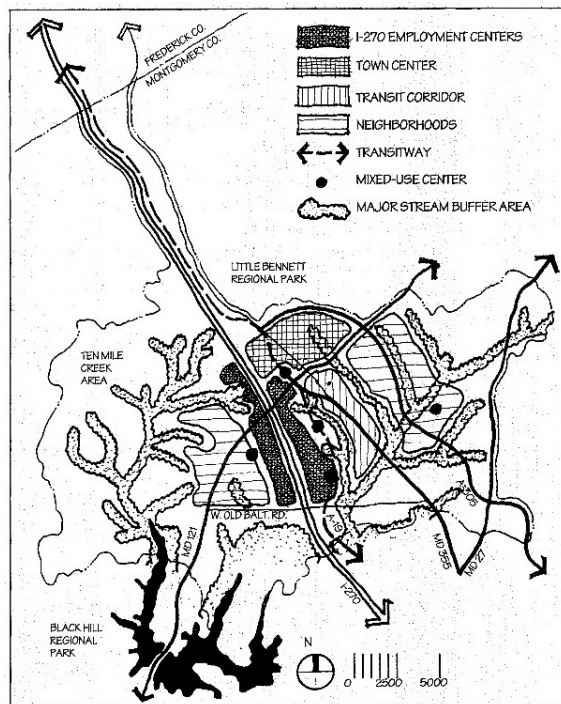 FREDERICK CO.
MONTGOMERY CO.
I-270 EMPLOYMENT CENTERS
TOWN CENTER
TRANSIT CORRIDOR
NEIGHBORHOODS
TRANSITWAY
MIXED-USE CENTER
MAJOR STREAM BUFFER AREA
LITTLE BENNETT
REGIONAL PARK
TEN MILE
CREEK
AREA
W. OLD BALT. RD.
MD 121
A-19
I-270
MD 355
MD 27
BLACK HILL
REGIONAL
PARK
N
0 2500 5000